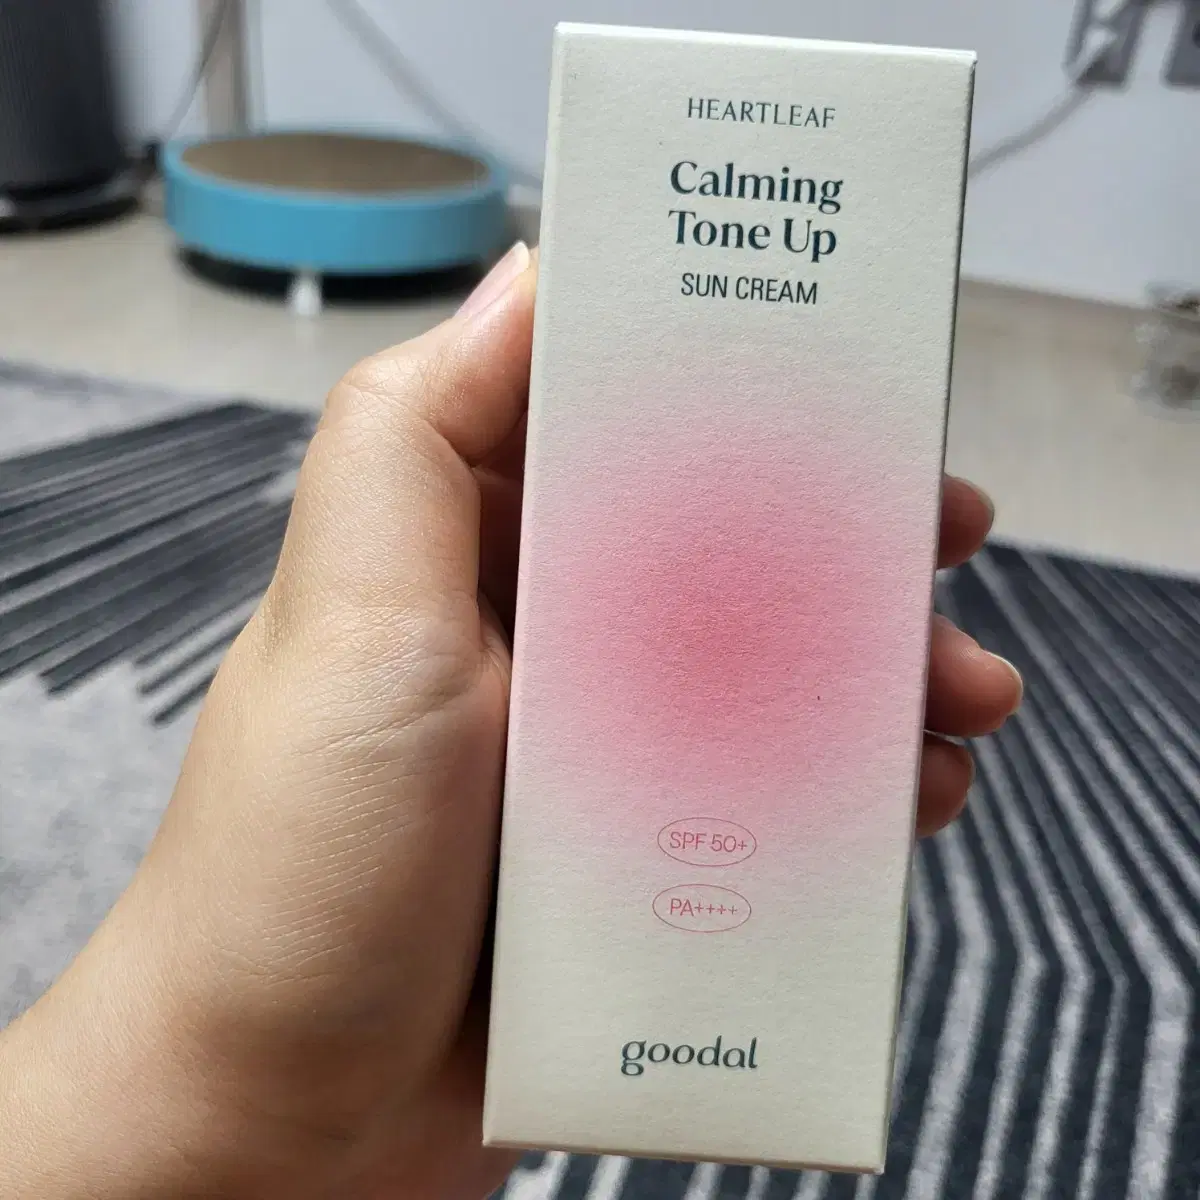 HEARTLEAF
Calming
Tone Up
SUN CREAM
SPF 50+
PA++++
goodal